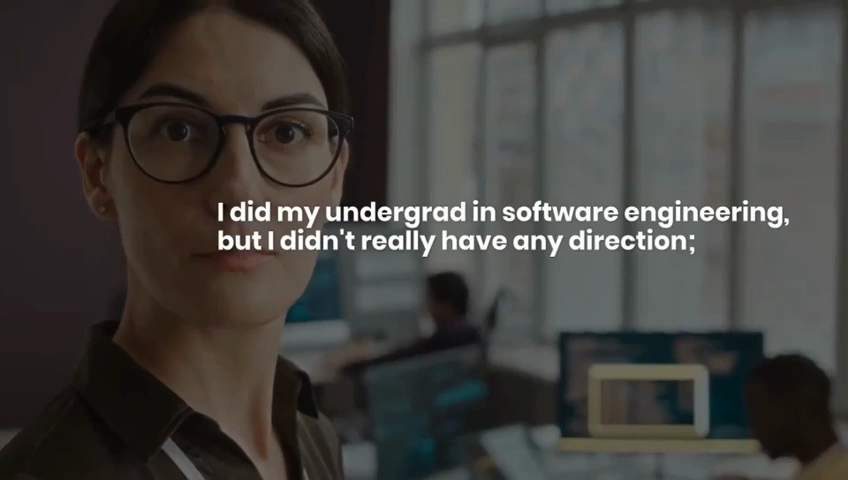 I did my undergrad in software engineering,
but I didn't really have any direction;